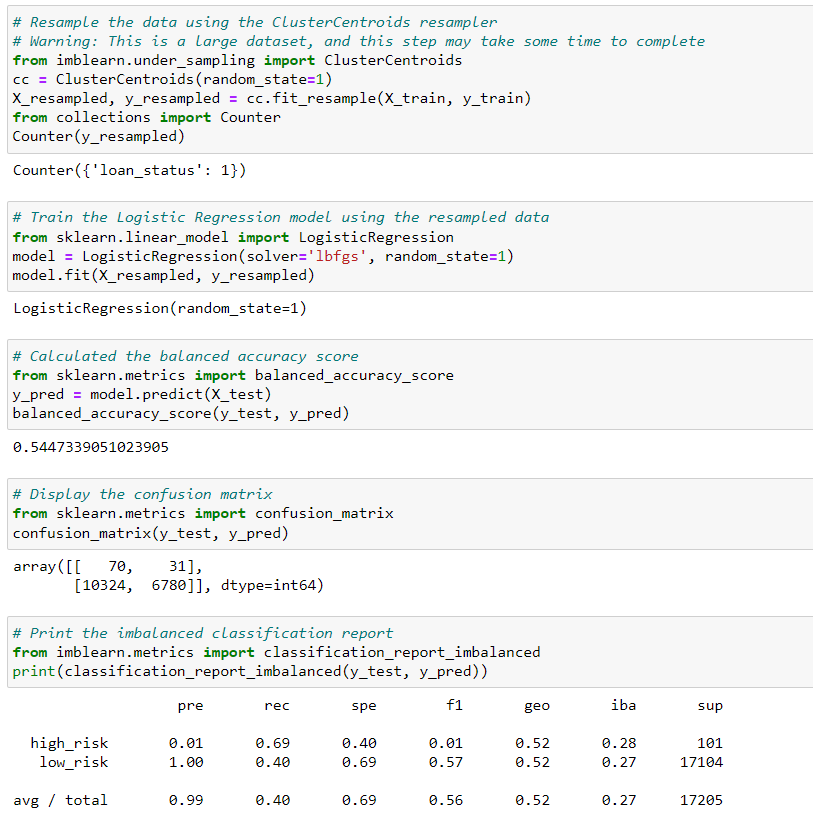 # Resample the data using the ClusterCentroids resampler
# Warning: This is a large dataset, and this step may take some time to complete
from imblearn.under_sampling import ClusterCentroids
cc = ClusterCentroids(random_state=1)
X_resampled, y_resampled = cc.fit_resample(X_train, y_train)
from collections import Counter
Counter(y_resampled)
Counter({'loan_status': 1})
# Train the Logistic Regression model using the resampled data
from sklearn.linear_model import LogisticRegression
model = LogisticRegression(solver='lbfgs', random_state=1)
model.fit(X_resampled, y_resampled)
LogisticRegression(random_state=1)
# Calculated the balanced accuracy score
from sklearn.metrics import balanced_accuracy_score
y_pred = model.predict(X_test)
balanced_accuracy_score(y_test, y_pred)
0.5447339051023905
# Display the confusion matrix
from sklearn.metrics import confusion_matrix
confusion_matrix(y_test, y_pred)
array([[   70,    31],
       [10324,  6780]], dtype=int64)
# Print the imbalanced classification report
from imblearn.metrics import classification_report_imbalanced
print(classification_report_imbalanced(y_test, y_pred))
                   pre       rec       spe        f1       geo       iba       sup
  high_risk       0.01      0.69      0.40      0.01      0.52      0.28       101
   low_risk       1.00      0.40      0.69      0.57      0.52      0.27     17104
avg / total       0.99      0.40      0.69      0.56      0.52      0.27     17205